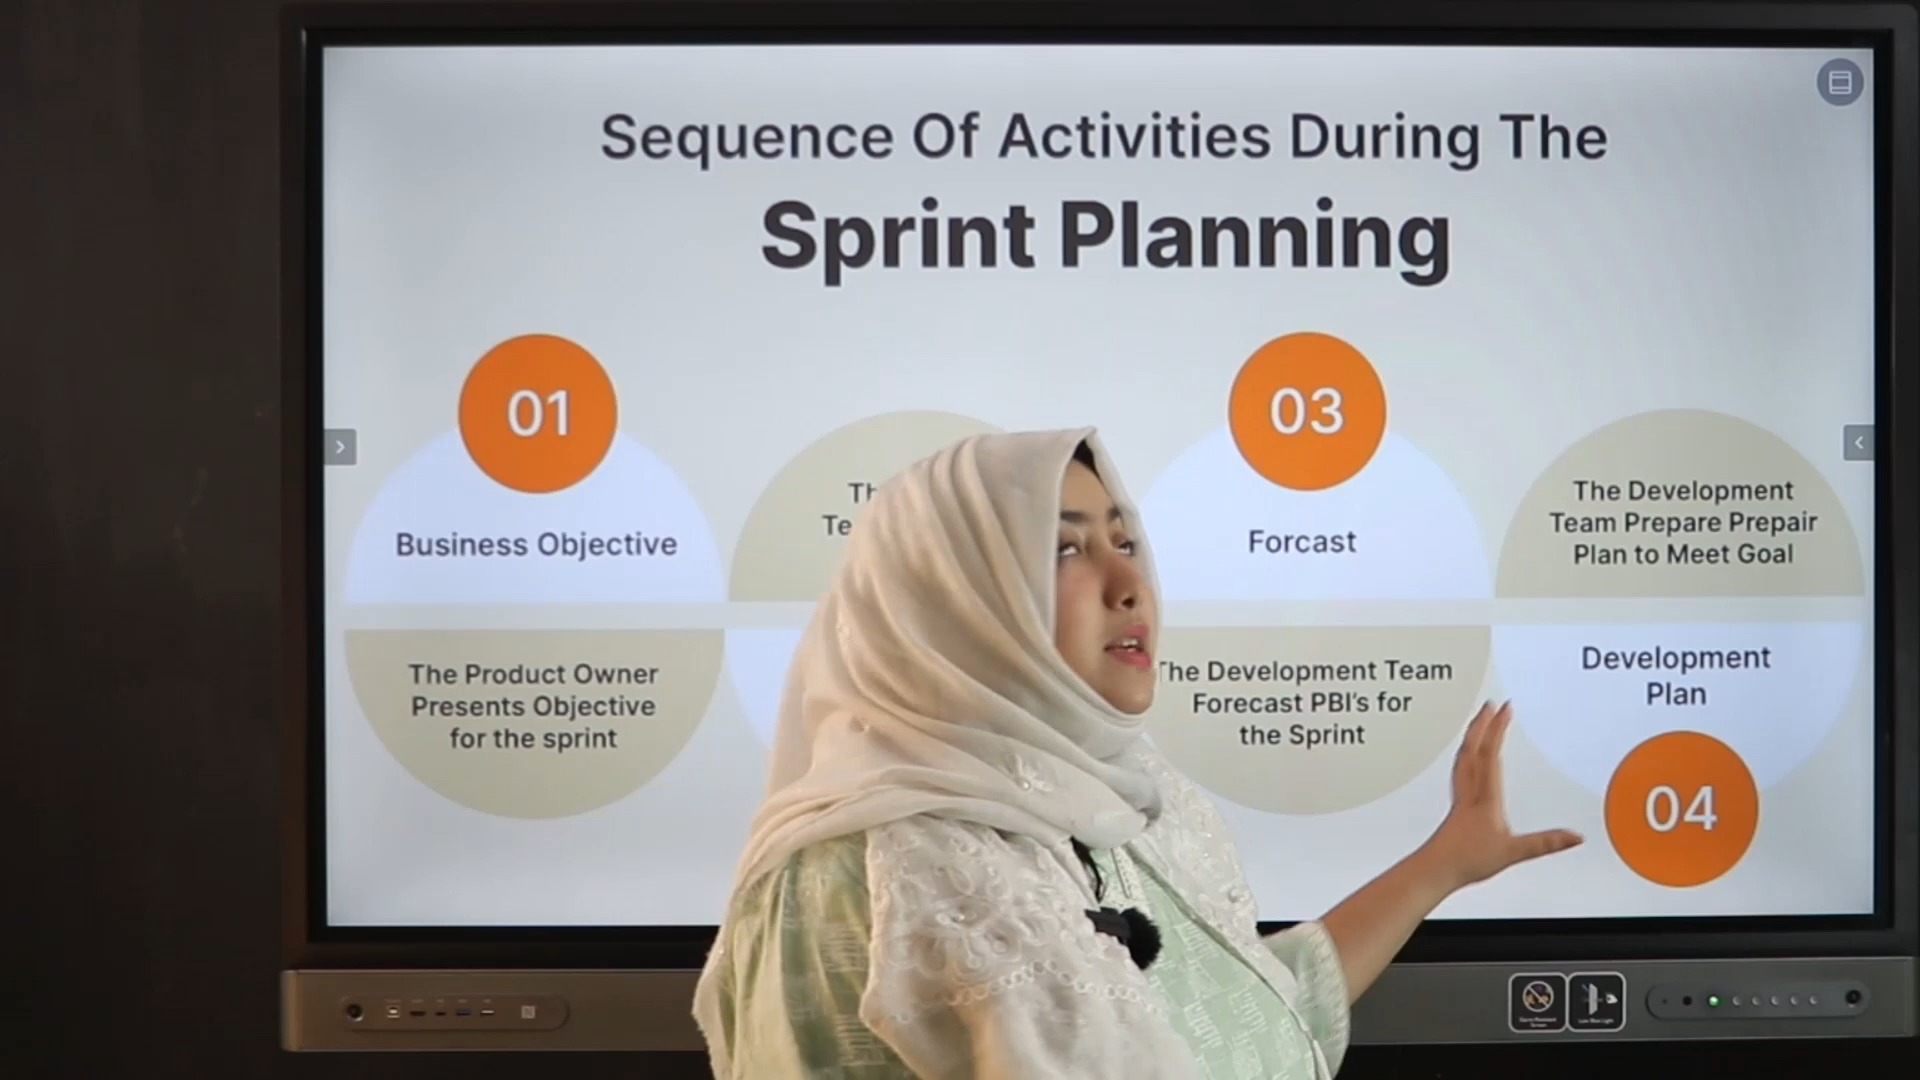 Sequence Of Activities During The
Sprint Planning
01
Business Objective
The Product Owner
Presents Objective
for the sprint
03
Forcast
The Development Team
Forecast PBI's for
the Sprint
The Development
Team Prepare Prepair
Plan to Meet Goal
Development
Plan
04